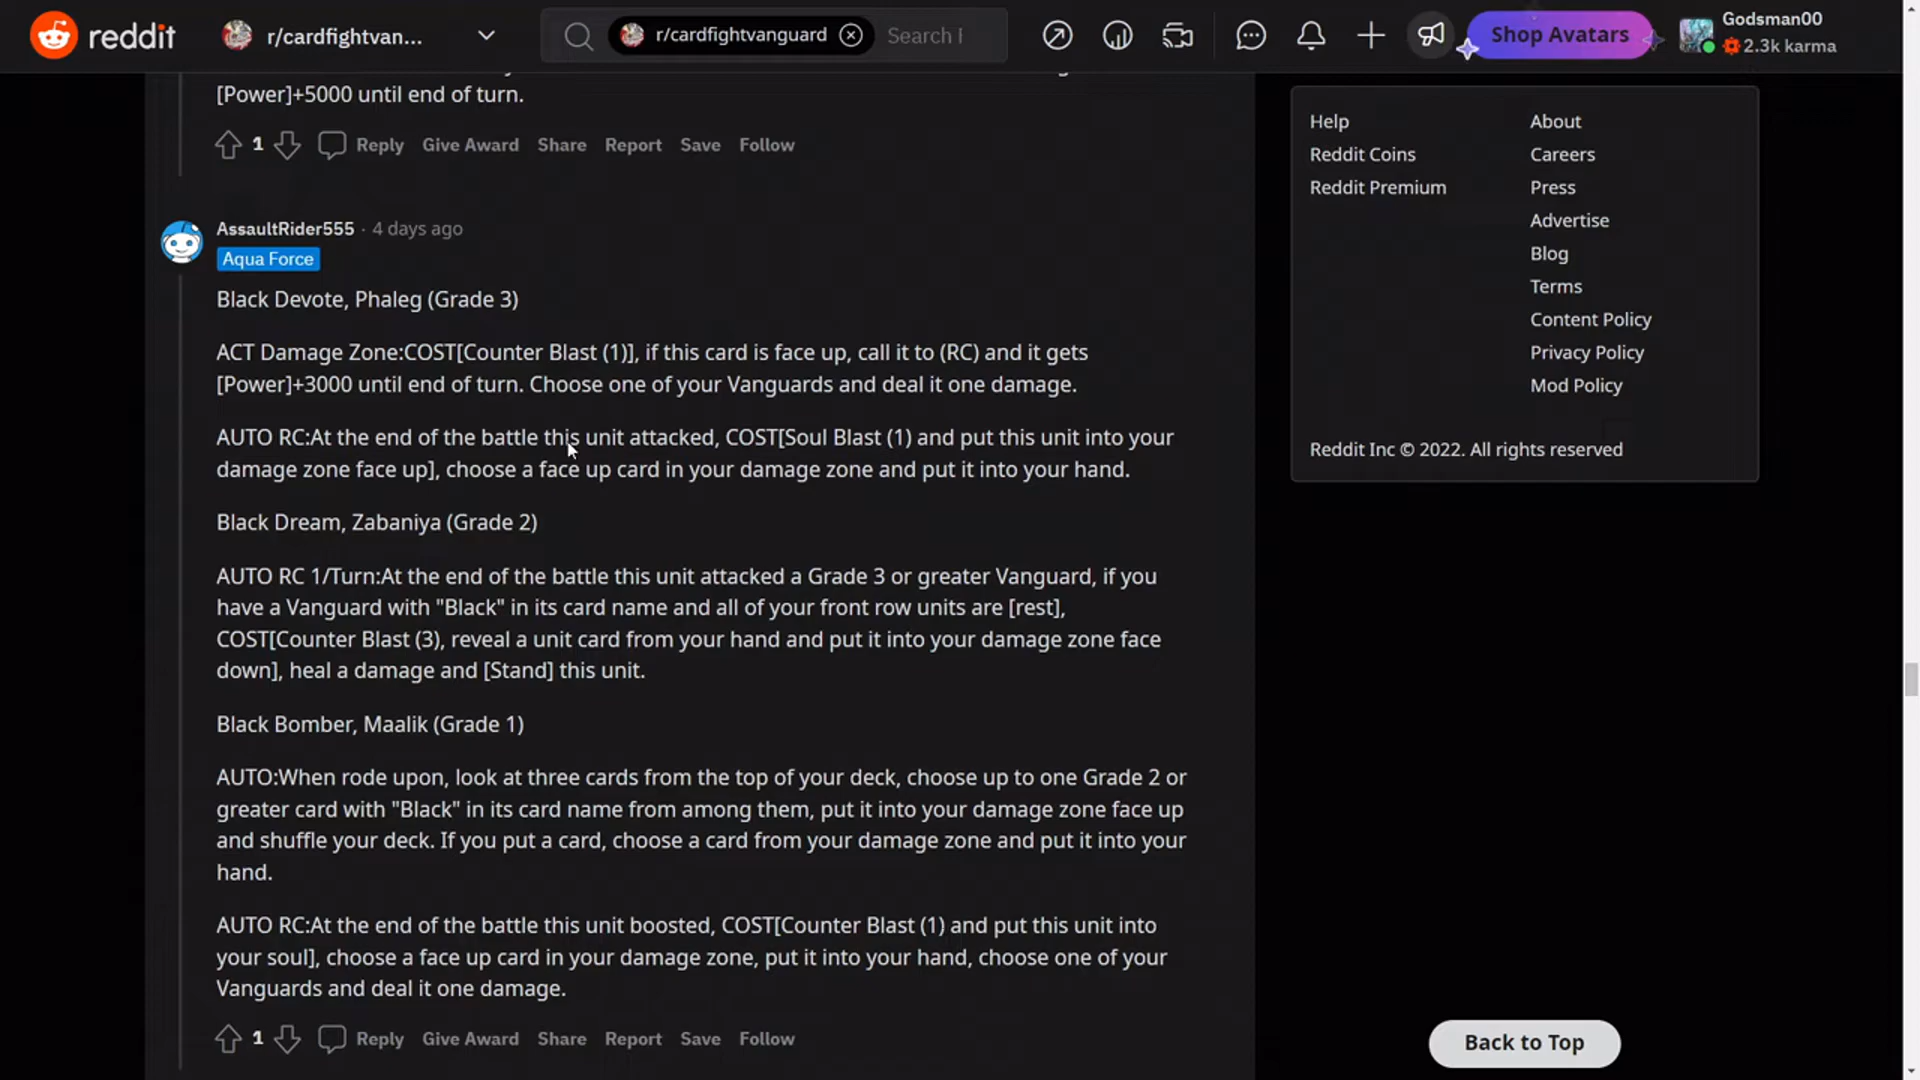 reddit
r/cardfightvan...
r/cardfightvanguard
Search
Shop Avatars
Godsman00
2.3k karma
[Power]+5000 until end of turn.
1
Reply
Give Award
Share
Report
Save
Follow
AssaultRider555 · 4 days ago
Aqua Force
Black Devote, Phaleg (Grade 3)
ACT Damage Zone:COST[Counter Blast (1)], if this card is face up, call it to (RC) and it gets
[Power]+3000 until end of turn. Choose one of your Vanguards and deal it one damage.
AUTO RC:At the end of the battle this unit attacked, COST[Soul Blast (1) and put this unit into your
damage zone face up], choose a face up card in your damage zone and put it into your hand.
Black Dream, Zabaniya (Grade 2)
AUTO RC 1/Turn:At the end of the battle this unit attacked a Grade 3 or greater Vanguard, if you
have a Vanguard with "Black" in its card name and all of your front row units are [rest],
COST[Counter Blast (3), reveal a unit card from your hand and put it into your damage zone face
down], heal a damage and [Stand] this unit.
Black Bomber, Maalik (Grade 1)
AUTO:When rode upon, look at three cards from the top of your deck, choose up to one Grade 2 or
greater card with "Black" in its card name from among them, put it into your damage zone face up
and shuffle your deck. If you put a card, choose a card from your damage zone and put it into your
hand.
AUTO RC:At the end of the battle this unit boosted, COST[Counter Blast (1) and put this unit into
your soul], choose a face up card in your damage zone, put it into your hand, choose one of your
Vanguards and deal it one damage.
1
Reply
Give Award
Share
Report
Save
Follow
Help
Reddit Coins
Reddit Premium
About
Careers
Press
Advertise
Blog
Terms
Content Policy
Privacy Policy
Mod Policy
Reddit Inc © 2022. All rights reserved
Back to Top